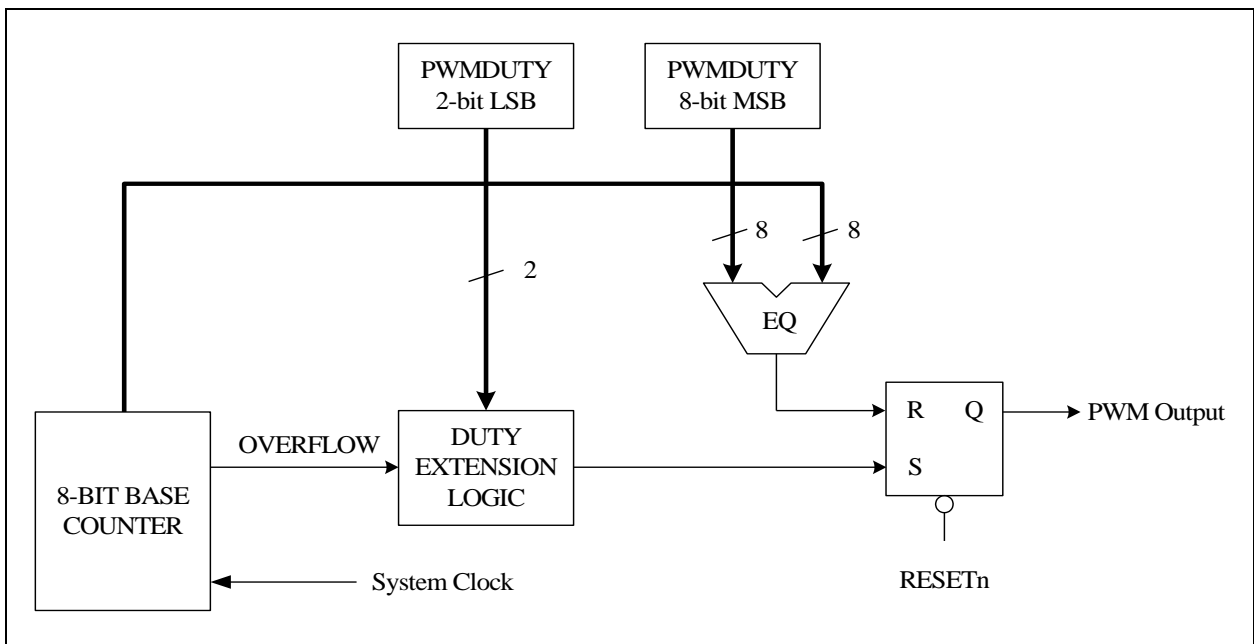 PWMDUTY
2-bit LSB
PWMDUTY
8-bit MSB
8
8
2
EQ
R Q
PWM Output
S
OVERFLOW
DUTY
EXTENSION
LOGIC
8-BIT BASE
COUNTER
System Clock
RESETn